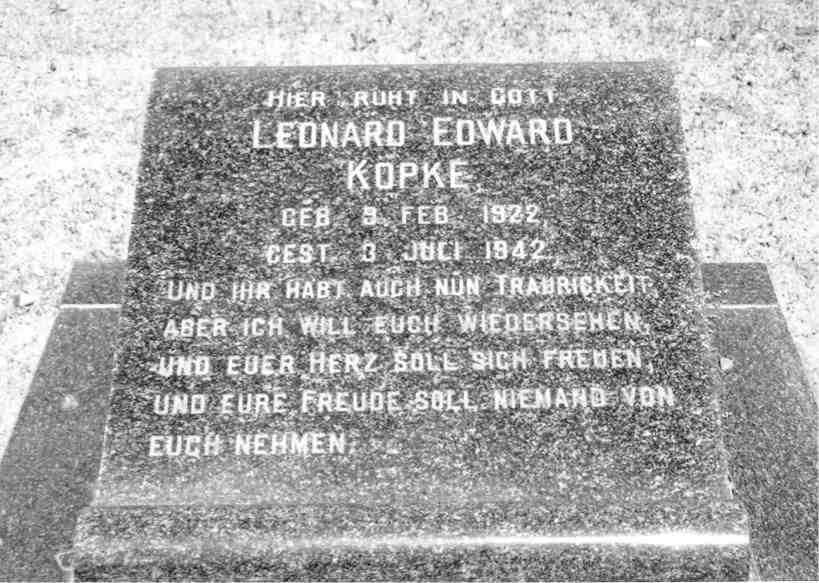 HIER RUHT IN GOTT
LEONARD EDWARD
KOPKE,
GEB. 9. FEB. 1922,
GEST. 3. JULI 1942.,
UND IHR HABT AUCH NUN TRAURIGKEIT,
ABER ICH WILL EUCH WIEDERSEHEN,
UND EUER HERZ SOLL SICH FREUEN,
UND EURE FREUDE SOLL NIEMAND VON
EUCH NEHMEN.